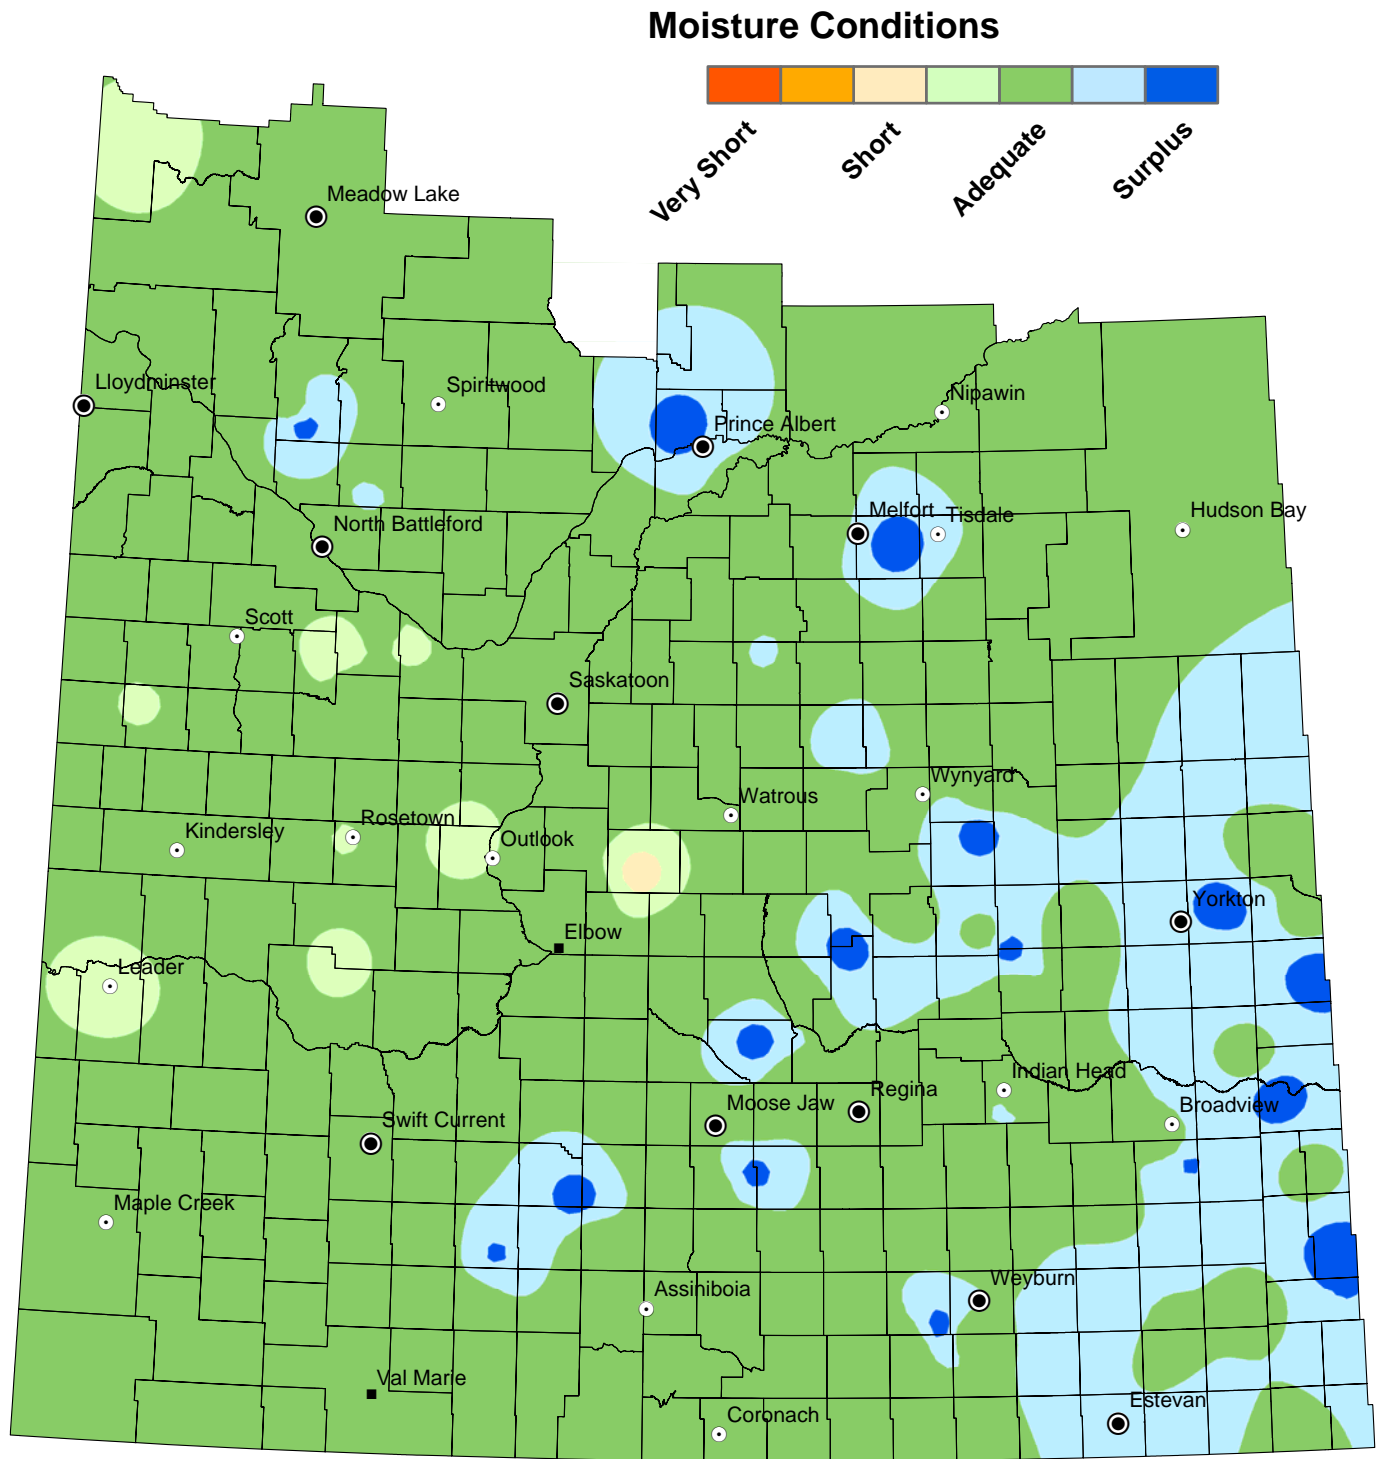 Moisture Conditions
Very Short
Short
Adequate
Surplus
Meadow Lake
Lloydminster
Spiritwood
Nipawin
Prince Albert
Melfort
Tisdale
Hudson Bay
North Battleford
Scott
Saskatoon
Wynyard
Watrous
Rosetown
Kindersley
Outlook
Yorkton
Elbow
Leader
Indian Head
Regina
Moose Jaw
Broadview
Swift Current
Maple Creek
Weyburn
Assiniboia
Val Marie
Estevan
Coronach